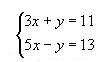 3x + y = 11
5x − y = 13